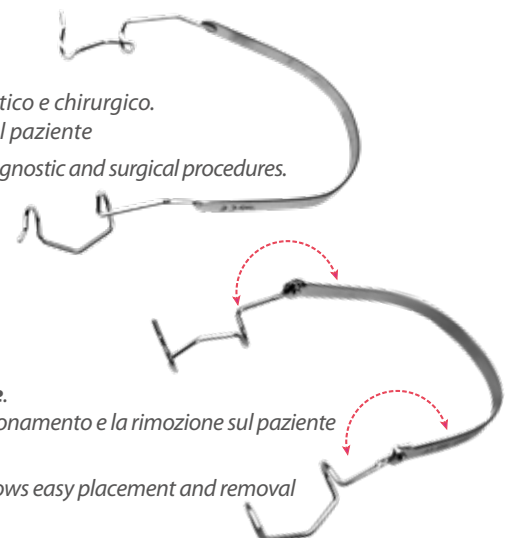 tico e chirurgico.
l paziente
gnostic and surgical procedures.
e.
onamento e la rimozione sul paziente
ows easy placement and removal